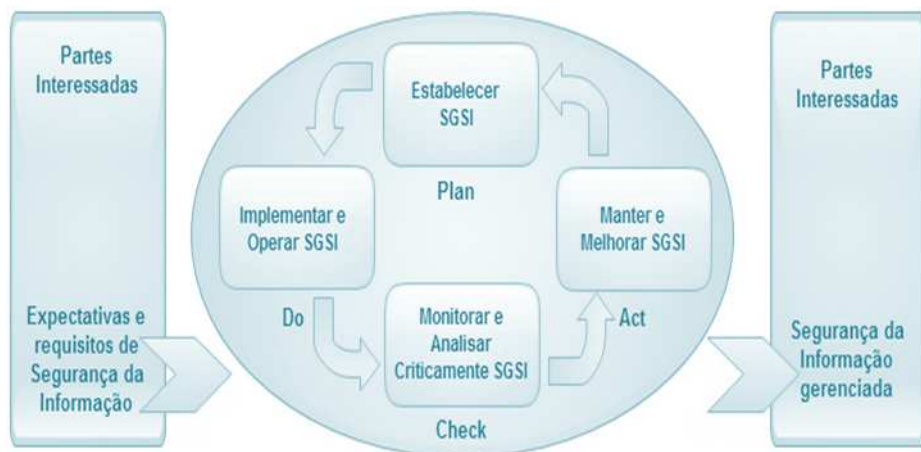 Partes
Interessadas
Expectativas e
requisitos de
Segurança da
Informação
Estabelecer
SGSI
Plan
Implementar e
Operar SGSI
Do
Monitorar e
Analisar
Criticamente SGSI
Check
Manter e
Melhorar SGSI
Act
Partes
Interessadas
Segurança da
Informação
gerenciada